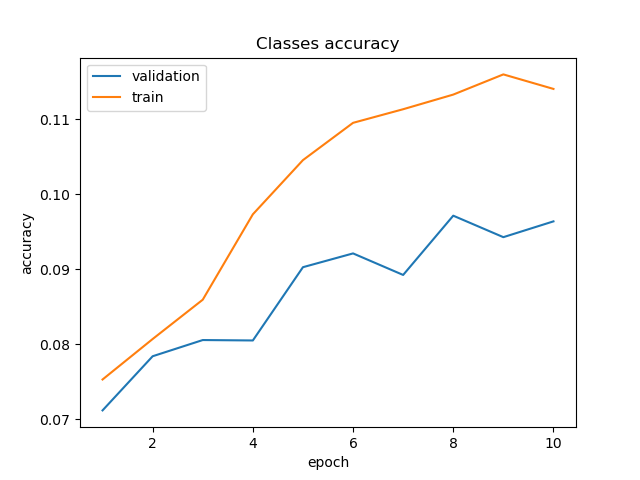 Classes accuracy
validation
train
accuracy
0.11
0.10
0.09
0.08
0.07
2 4 6 8 10
epoch